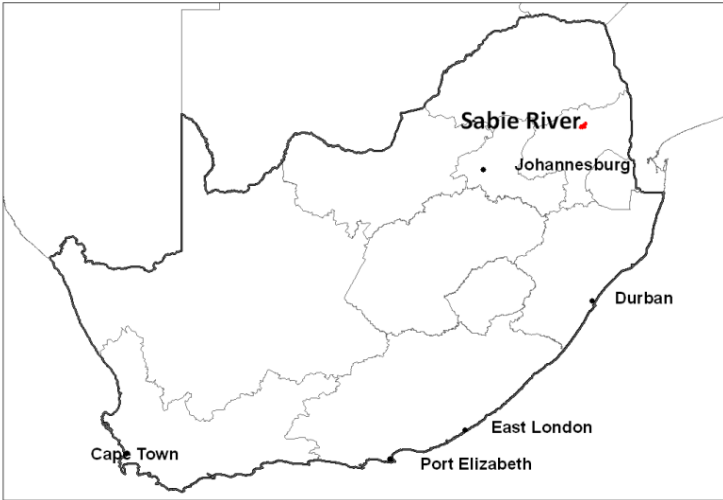 Sabie River
Johannesburg
Durban
East London
Cape Town
Port Elizabeth